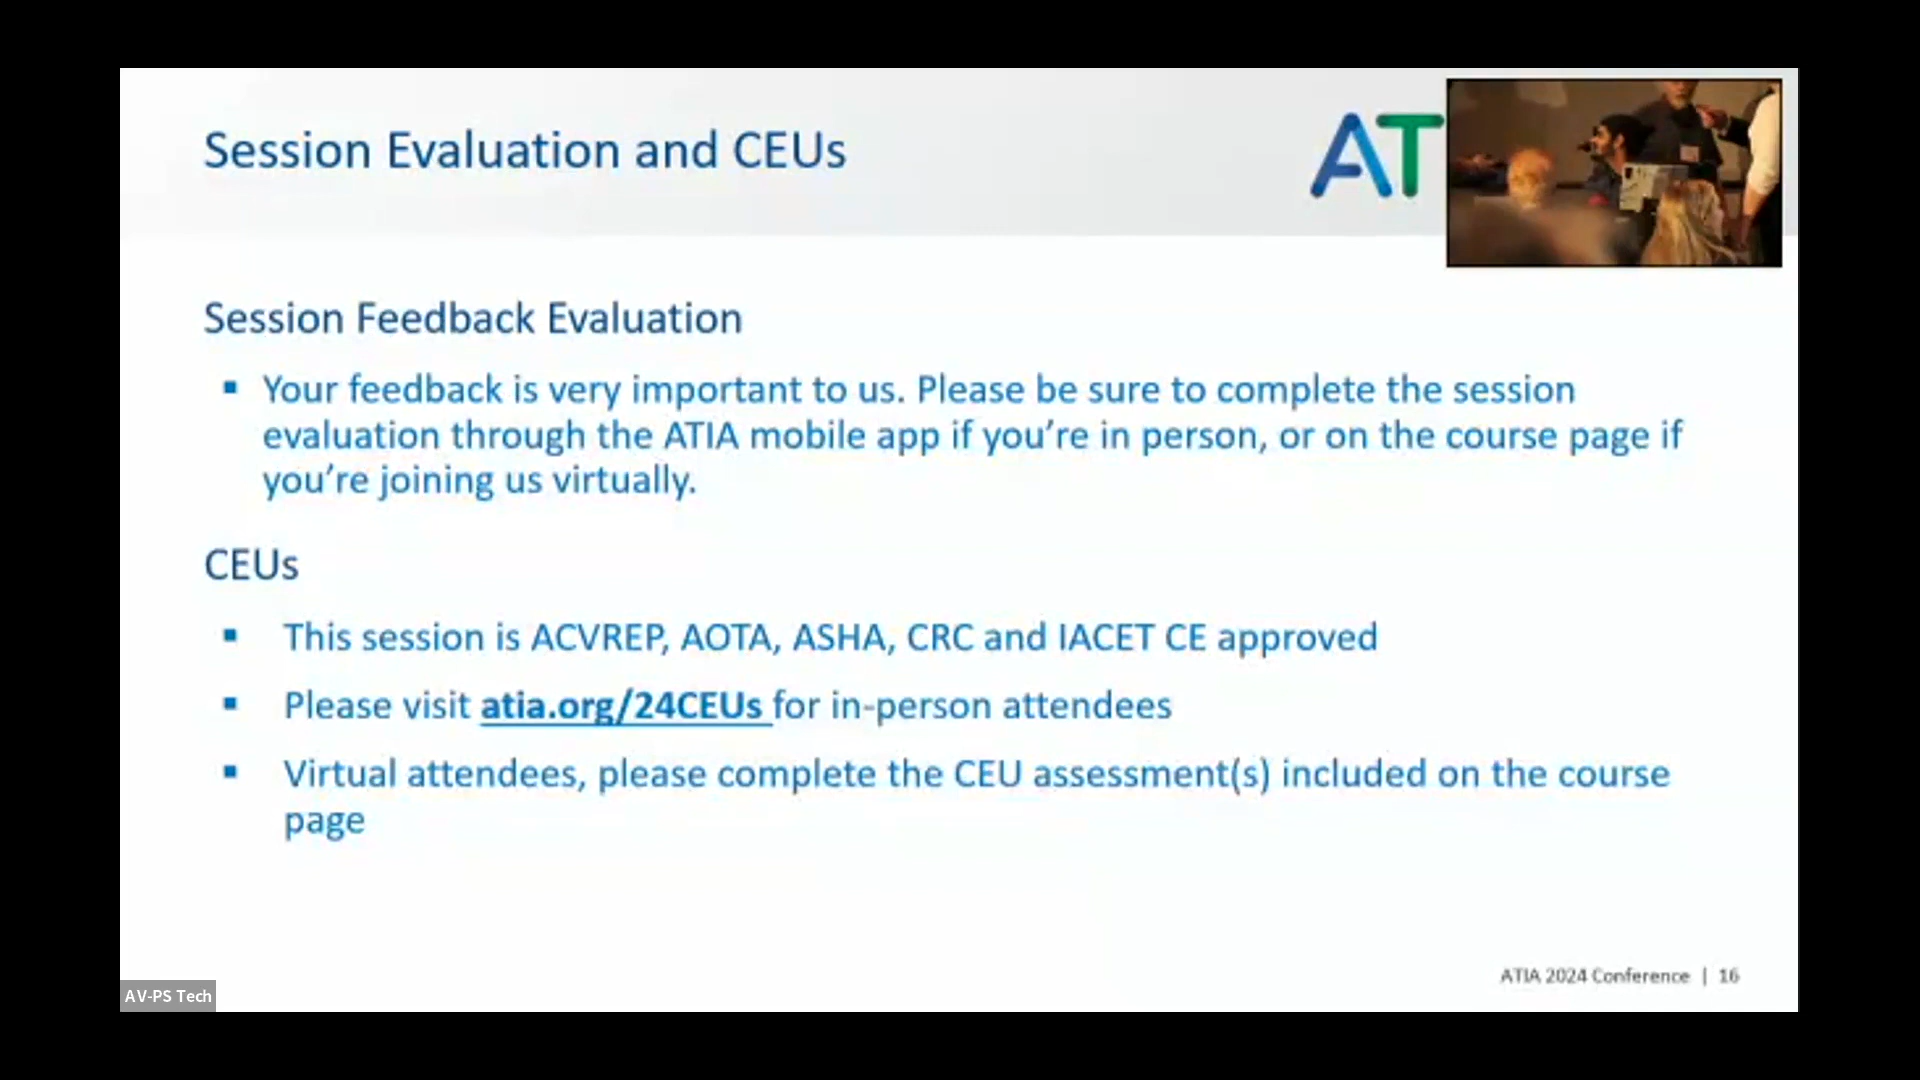 Session Evaluation and CEUs
AT
Session Feedback Evaluation
▪ Your feedback is very important to us. Please be sure to complete the session
evaluation through the ATIA mobile app if you’re in person, or on the course page if
you’re joining us virtually.
CEUs
▪ This session is ACVREP, AOTA, ASHA, CRC and IACET CE approved
▪ Please visit atia.org/24CEUs for in-person attendees
▪ Virtual attendees, please complete the CEU assessment(s) included on the course
page
ATIA 2024 Conference | 16
AV-PS Tech